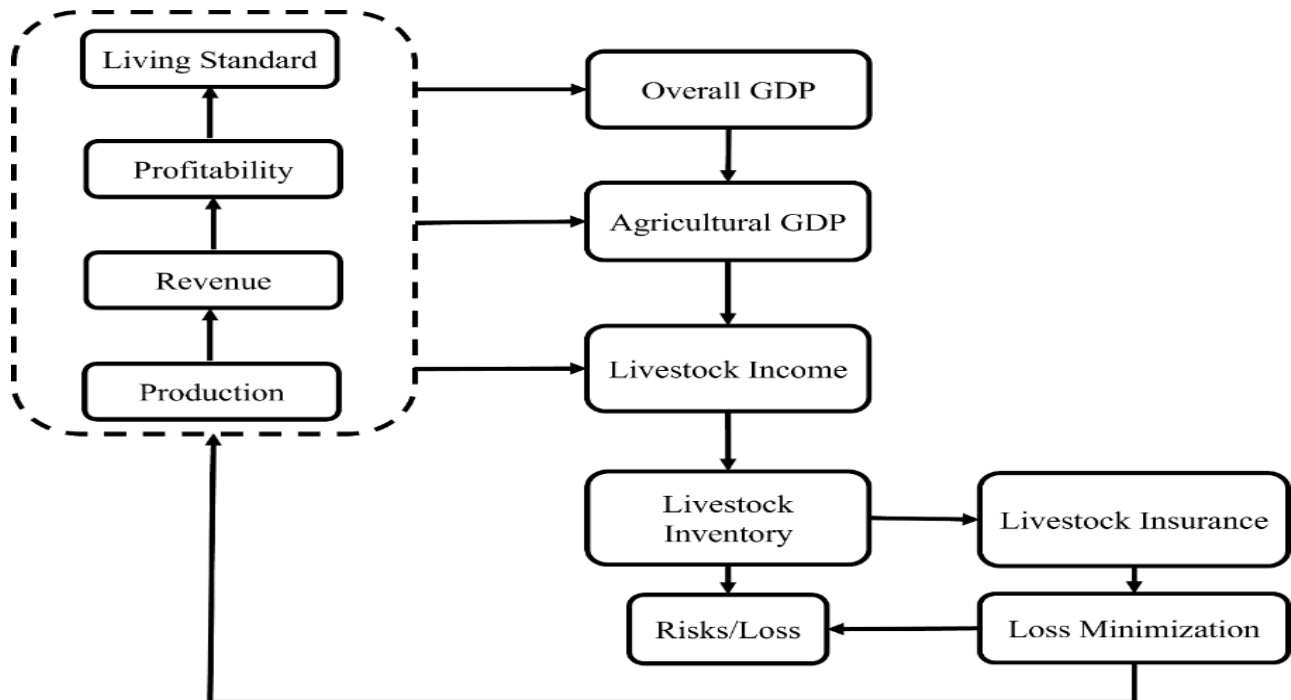 Living Standard
Profitability
Revenue
Production
Overall GDP
Agricultural GDP
Livestock Income
Livestock
Inventory
Risks/Loss
Livestock Insurance
Loss Minimization